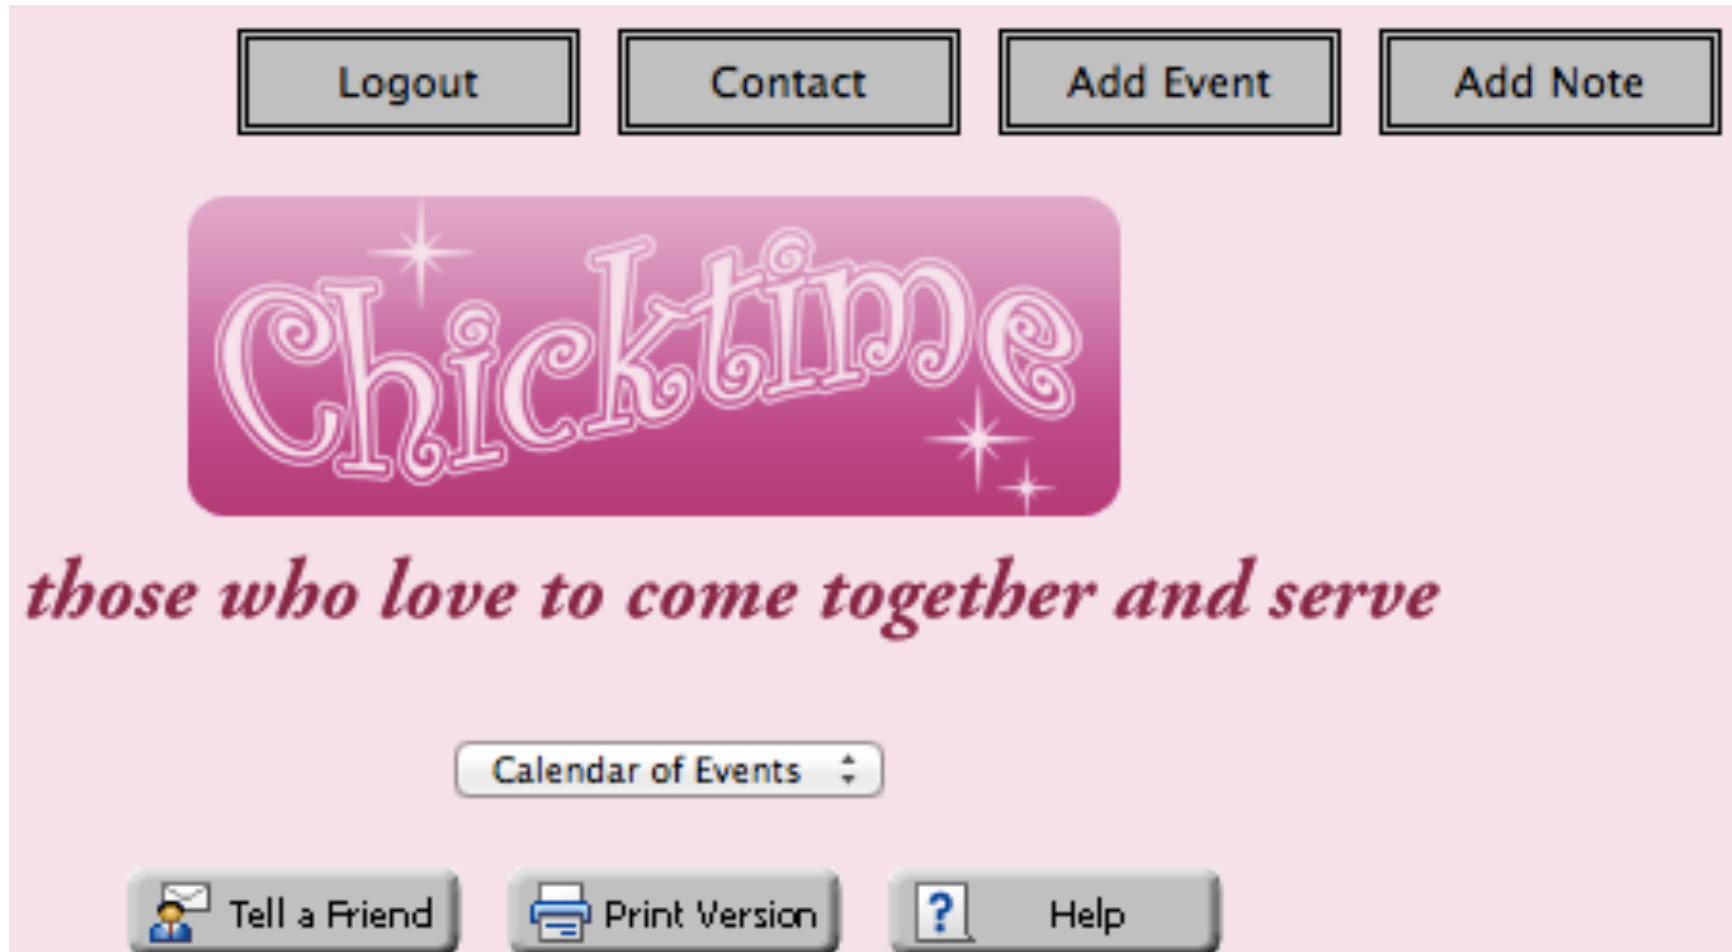 Logout Contact Add Event Add Note
Chicktime
those who love to come together and serve
Calendar of Events
Tell a Friend Print Version ? Help